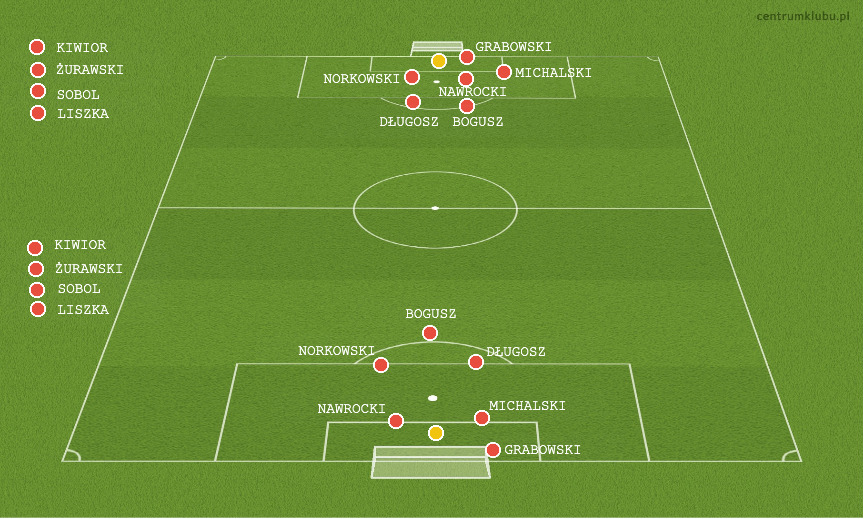 centrumklubu.pl
KIWIOR
ŻURAWSKI
SOBOL
LISZKA
GRABOWSKI
NORKOWSKI
MICHALSKI
NAWROCKI
DŁUGOSZ
BOGUSZ
KIWIOR
ŻURAWSKI
SOBOL
LISZKA
BOGUSZ
NORKOWSKI
DŁUGOSZ
NAWROCKI
MICHALSKI
GRABOWSKI